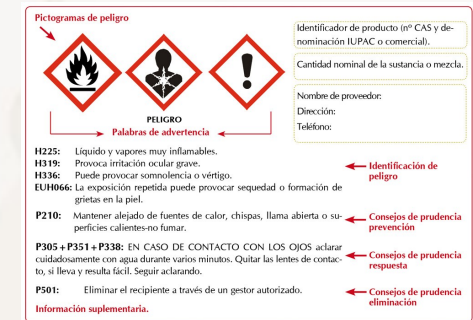 Pictogramas de peligro
Identificador de producto (nº CAS y de-
nominación IUPAC o comercial).
Cantidad nominal de la sustancia o mezcla.
Nombre de proveedor:
Dirección:
Teléfono:
PELIGRO
Palabras de advertencia
H225: Líquido y vapores muy inflamables.
H319: Provoca irritación ocular grave.
H336: Puede provocar somnolencia o vértigo.
EUH066: La exposición repetida puede provocar sequedad o formación de
grietas en la piel.
Identificación de
peligro
P210: Mantener alejado de fuentes de calor, chispas, llama abierta o su-
perficies calientes-no fumar.
Consejos de prudencia
prevención
P305+P351+P338: EN CASO DE CONTACTO CON LOS OJOS aclarar
cuidadosamente con agua durante varios minutos. Quitar las lentes de contac-
to, si lleva y resulta fácil. Seguir aclarando.
Consejos de prudencia
respuesta
P501: Eliminar el recipiente a través de un gestor autorizado.
Consejos de prudencia
eliminación
Información suplementaria.